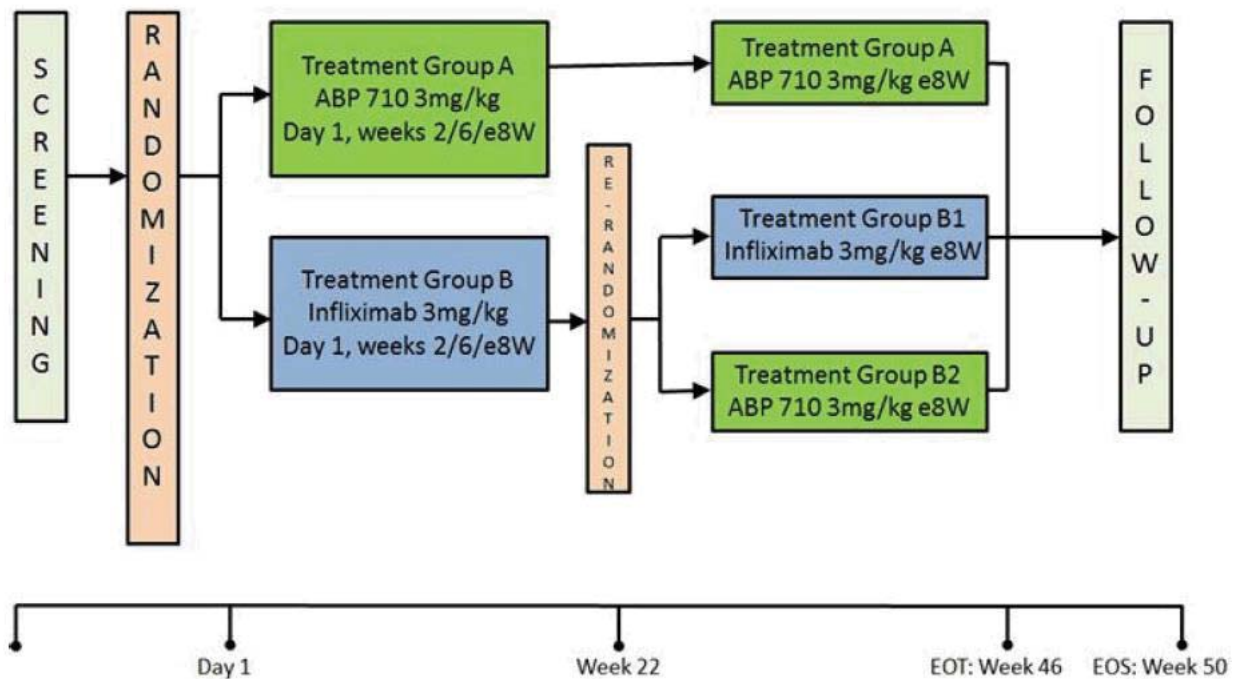 SCREENING
RANDOMIZATION
Treatment Group A
ABP 710 3mg/kg
Day 1, weeks 2/6/e8W
Treatment Group B
Infliximab 3mg/kg
Day 1, weeks 2/6/e8W
RE-RANDOMIZATION
Treatment Group A
ABP 710 3mg/kg e8W
Treatment Group B1
Infliximab 3mg/kg e8W
Treatment Group B2
ABP 710 3mg/kg e8W
FOLLOW-UP
Day 1
Week 22
EOT: Week 46
EOS: Week 50